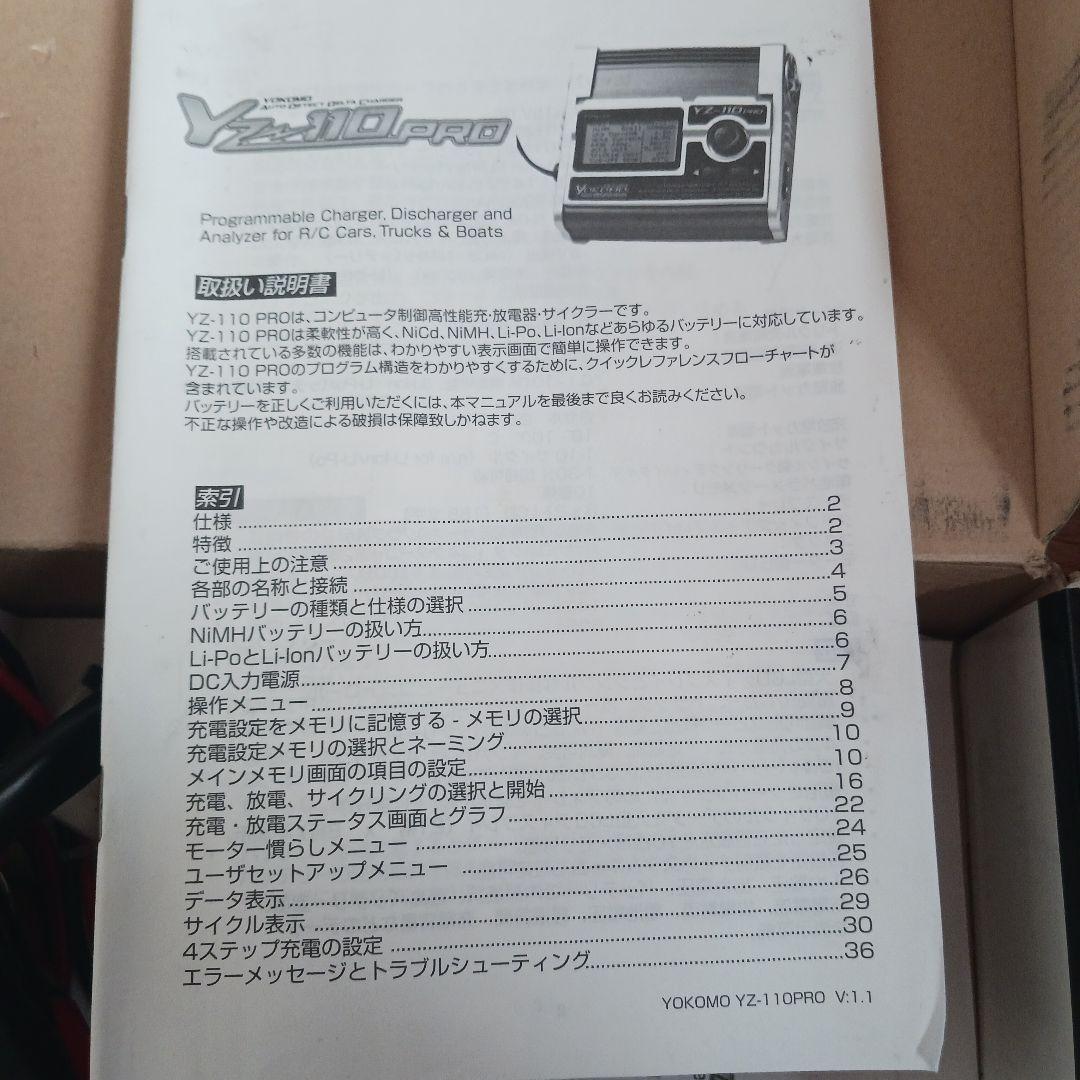 YOKOMO
AUTO DETECT DELTA CHARGER
YZ-110 PRO
YZ-110 PRO
YOKOMO
Programmable Charger, Discharger and
Analyzer for R/C Cars, Trucks & Boats
取扱い説明書
YZ-110 PROは、コンピュータ制御高性能充・放電器・サイクラーです。
YZ-110 PROは柔軟性が高く、NiCd、NiMH、Li-Po、Li-Ionなどあらゆるバッテリーに対応しています。
搭載されている多数の機能は、わかりやすい表示画面で簡単に操作できます。
YZ-110 PROのプログラム構造をわかりやすくするために、クイックレファレンスフローチャートが
含まれています。
バッテリーを正しくご利用いただくには、本マニュアルを最後まで良くお読みください。
不正な操作や改造による破損は保障致しかねます。
索引
仕様 ........ 2
特徴 ........ 2
ご使用上の注意 ........ 3
各部の名称と接続 ........ 4
バッテリーの種類と仕様の選択 ........ 5
NiMHバッテリーの扱い方 ........ 6
Li-PoとLi-Ionバッテリーの扱い方 ........ 6
DC入力電源 ........ 7
操作メニュー ........ 8
充電設定をメモリに記憶する - メモリの選択 ........ 9
充電設定メモリの選択とネーミング ........ 10
メインメモリ画面の項目の設定 ........ 10
充電、放電、サイクリングの選択と開始 ........ 16
充電・放電ステータス画面とグラフ ........ 22
モーター慣らしメニュー ........ 24
ユーザセットアップメニュー ........ 25
データ表示 ........ 26
サイクル表示 ........ 29
4ステップ充電の設定 ........ 30
エラーメッセージとトラブルシューティング ........ 36
YOKOMO YZ-110PRO V:1.1